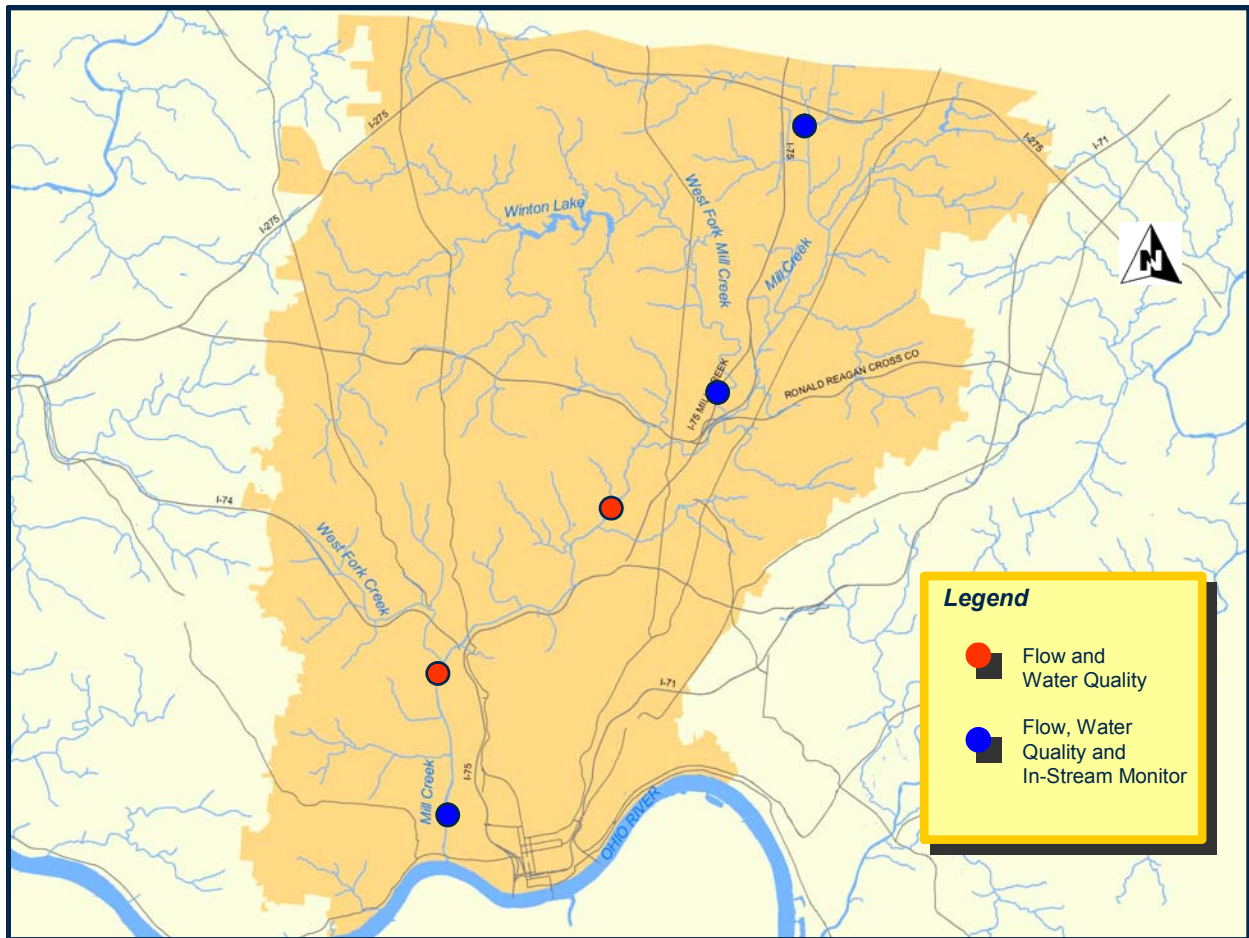 I-275
I-275
I-75
I-275
I-71
West Fork Mill Creek
Winton Lake
Mill Creek
N
I-275
I-75 MILL CREEK
RONALD REAGAN CROSS CO
I-74
West Fork Creek
I-71
I-75
Mill Creek
OHIO RIVER
Legend
Flow and
Water Quality
Flow, Water
Quality and
In-Stream Monitor